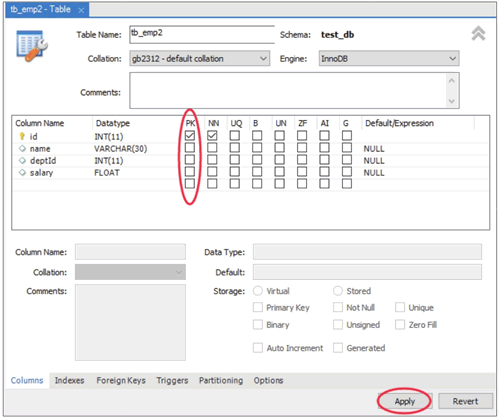 tb_emp2 - Table
Table Name: tb_emp2 Schema: test_db
Collation: gb2312 - default collation Engine: InnoDB
Comments:
Column Name Datatype PK NN UQ B UN ZF AI G Default/Expression
id INT(11)
name VARCHAR(30) NULL
deptId INT(11) NULL
salary FLOAT NULL
Column Name: Data Type:
Collation: Default:
Comments: Storage: Virtual Stored
Primary Key Not Null Unique
Binary Unsigned Zero Fill
Auto Increment Generated
Columns Indexes Foreign Keys Triggers Partitioning Options
Apply Revert